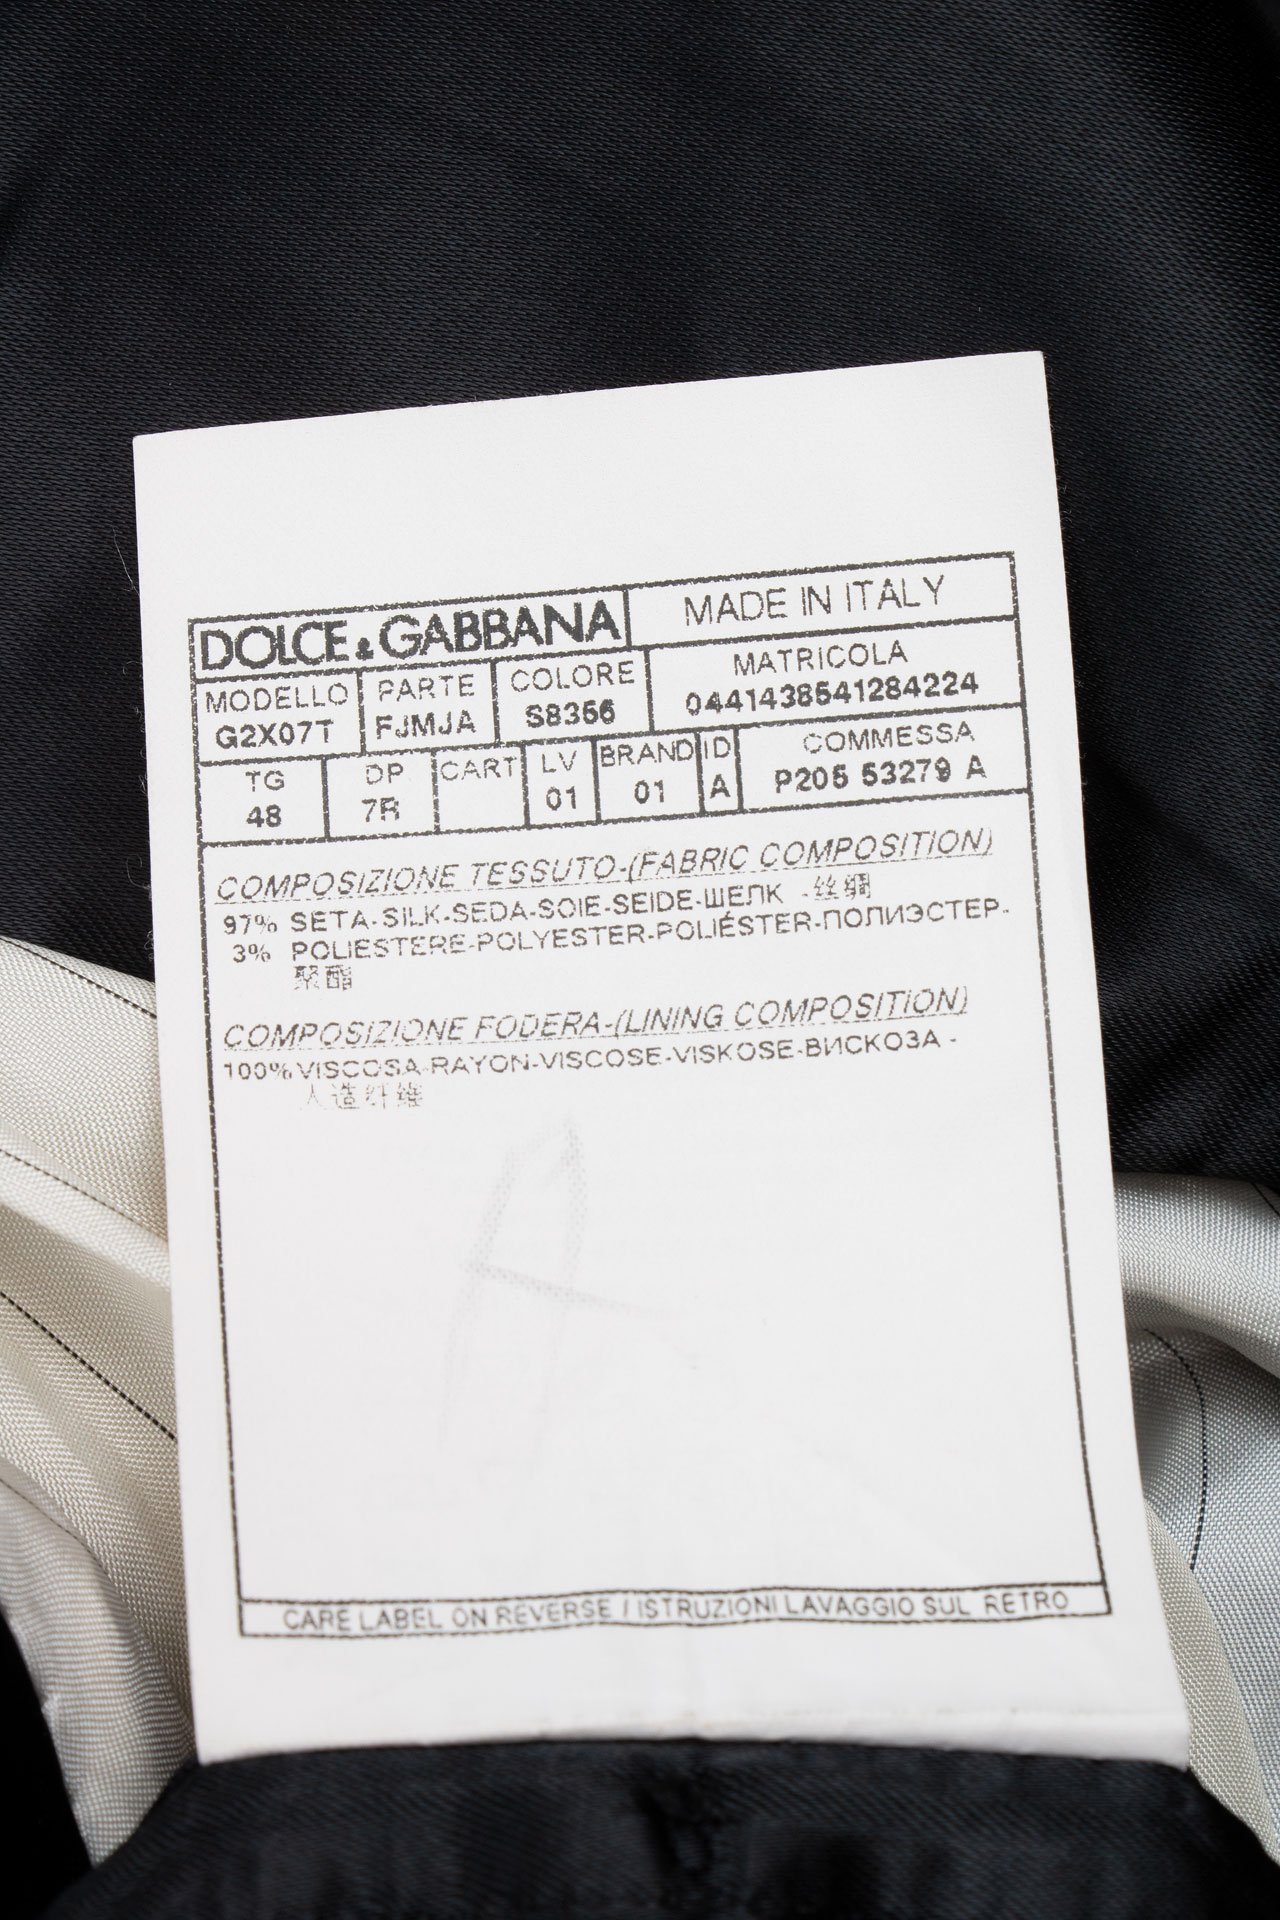 DOLCE & GABBANA MADE IN ITALY
MODELLO PARTE COLORE MATRICOLA
G2X07T FJMJA S8356 0441438541284224
TG DP CART LV BRAND ID COMMESSA
48 7R 01 01 A P205 53279 A
COMPOSIZIONE TESSUTO-(FABRIC COMPOSITION)
97% SETA-SILK-SEDA-SOIE-SEIDE-ШЕЛК -丝绸
3% POLIESTERE-POLYESTER-POLIÉSTER-ПОЛИЭСТЕР-
聚酯
COMPOSIZIONE FODERA-(LINING COMPOSITION)
100% VISCOSA-RAYON-VISCOSE-VISKOSE-ВИСКОЗА -
人造纤维
CARE LABEL ON REVERSE / ISTRUZIONI LAVAGGIO SUL RETRO